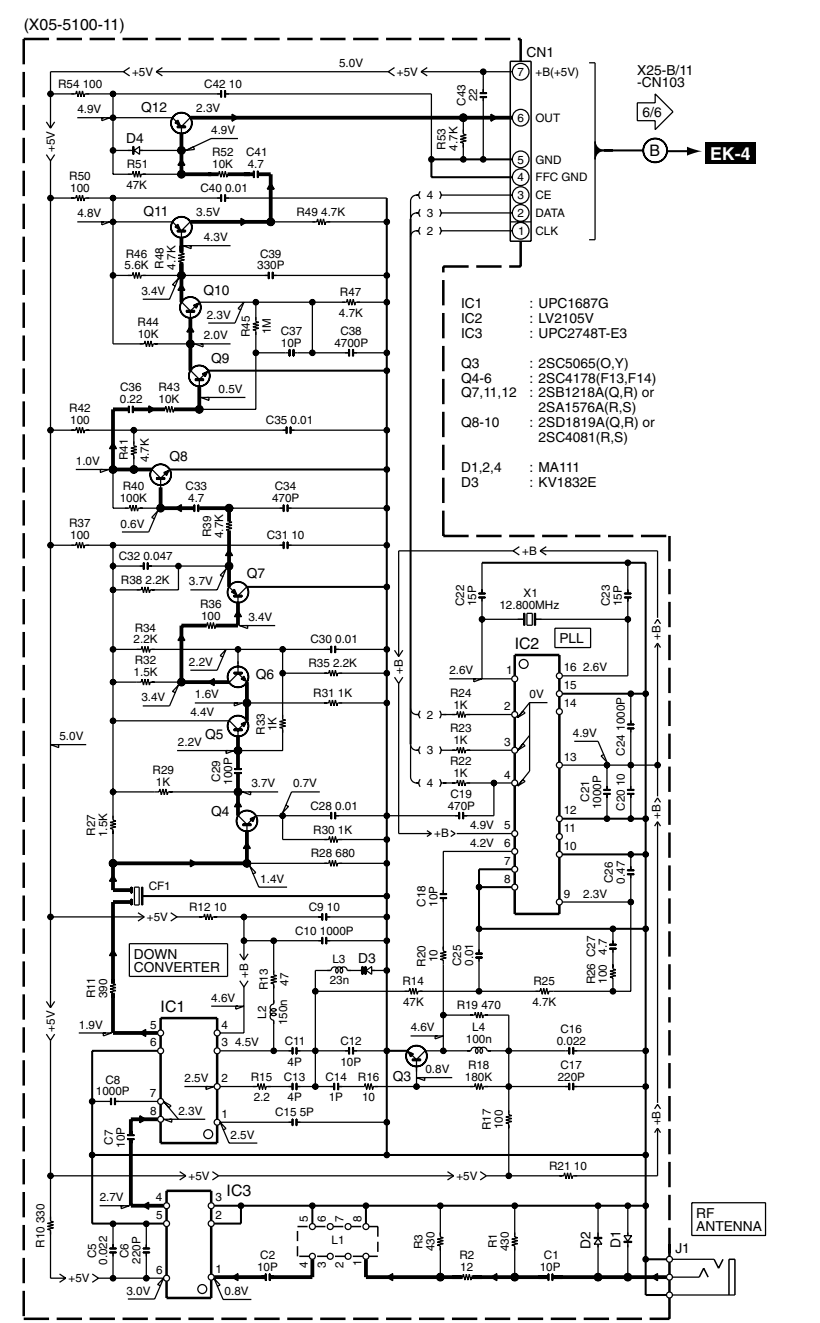 (X05-5100-11)
CN1
5.0V
+5V
+5V
7 +B(+5V)
X25-B/11
-CN103
R54 100
C42 10
C43
22
6/6
4.9V
Q12
2.3V
6 OUT
+5V
D4
4.9V
R53
4.7K
B
EK-4
R51
47K
R52
10K
C41
4.7
5 GND
4 FFC GND
R50
100
C40 0.01
4
3 CE
4.8V
Q11
3.5V
R49 4.7K
3
2 DATA
4.3V
2
1 CLK
R46
5.6K
R48
4.7K
C39
330P
3.4V
Q10
R47
4.7K
2.3V
R45
1M
R44
10K
2.0V
C37
10P
C38
4700P
IC1 : UPC1687G
IC2 : LV2105V
IC3 : UPC2748T-E3
Q3 : 2SC5065(O,Y)
Q4-6 : 2SC4178(F13,F14)
Q7,11,12 : 2SB1218A(Q,R) or
2SA1576A(R,S)
Q8-10 : 2SD1819A(Q,R) or
2SC4081(R,S)
D1,2,4 : MA111
D3 : KV1832E
Q9
C36
0.22
R43
10K
0.5V
R42
100
C35 0.01
R41
4.7K
1.0V
Q8
R40
100K
C33
4.7
C34
470P
0.6V
R39
4.7K
R37
100
C31 10
C32 0.047
R38 2.2K
3.7V
Q7
+B
R36
100
3.4V
C22
15P
X1
12.800MHz
C23
15P
R34
2.2K
C30 0.01
IC2
PLL
+B
+B
R32
1.5K
2.2V
Q6
R35 2.2K
2.6V
1
16 2.6V
3.4V
1.6V
R31 1K
15
4.4V
R33
1K
2
R24
1K
2
0V
14
C24 1000P
5.0V
Q5
2.2V
3
R23
1K
3
4.9V
C29
100P
R29
1K
3.7V
0.7V
4
R22
1K
4
13
C21
1000P
C20 10
Q4
C28 0.01
C19
470P
12
+B
R27
1.5K
R30 1K
+B
4.9V
5
11
R28 680
4.2V
6
10
1.4V
7
8
C26
0.47
CF1
C18
10P
9 2.3V
+5V
R12 10
C9 10
C10 1000P
DOWN
CONVERTER
+B
R13
47
L3
23n
D3
R20
10
C25
0.01
C27
4.7
R26
100
R11
390
IC1
4.6V
L2
150n
R14
47K
R25
4.7K
+5V
R19 470
1.9V
5
4
4.6V
L4
100n
C16
0.022
6
3 4.5V
C11
4P
C12
10P
Q3
0.8V
C8
1000P
2.5V
2
R15
2.2
C13
4P
C14
1P
R16
10
R18
180K
C17
220P
7
8
2.3V
1
C15 5P
R17
100
+B
C7
10P
2.5V
+5V
+5V
R21 10
2.7V
IC3
4
3
5
2
R10 330
C5
0.022
C6
220P
5 6 7 8
L1
4 3 2 1
R3
430
R1
430
D2
D1
RF
ANTENNA
C2
10P
R2
12
C1
10P
J1
+5V
6
1
3.0V
0.8V